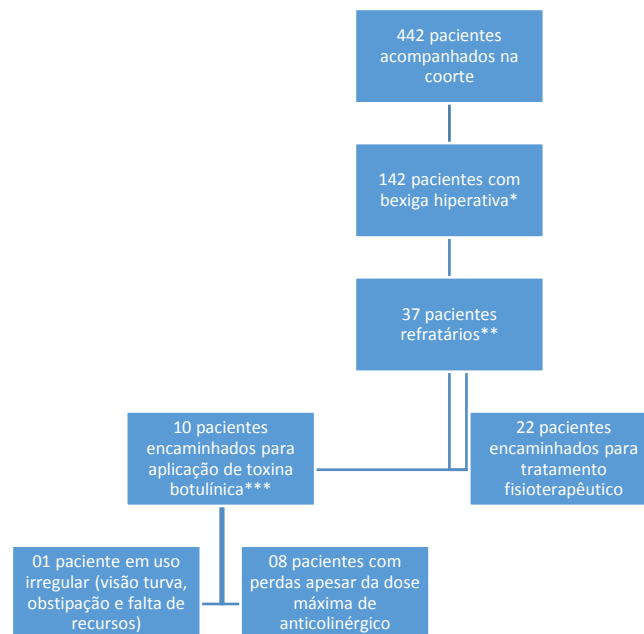 442 pacientes
acompanhados na
coorte
142 pacientes com
bexiga hiperativa*
37 pacientes
refratários**
10 pacientes
encaminhados para
aplicação de toxina
botulínica***
22 pacientes
encaminhados para
tratamento
fisioterapêutico
01 paciente em uso
irregular (visão turva,
obstipação e falta de
recursos)
08 pacientes com
perdas apesar da dose
máxima de
anticolinérgico